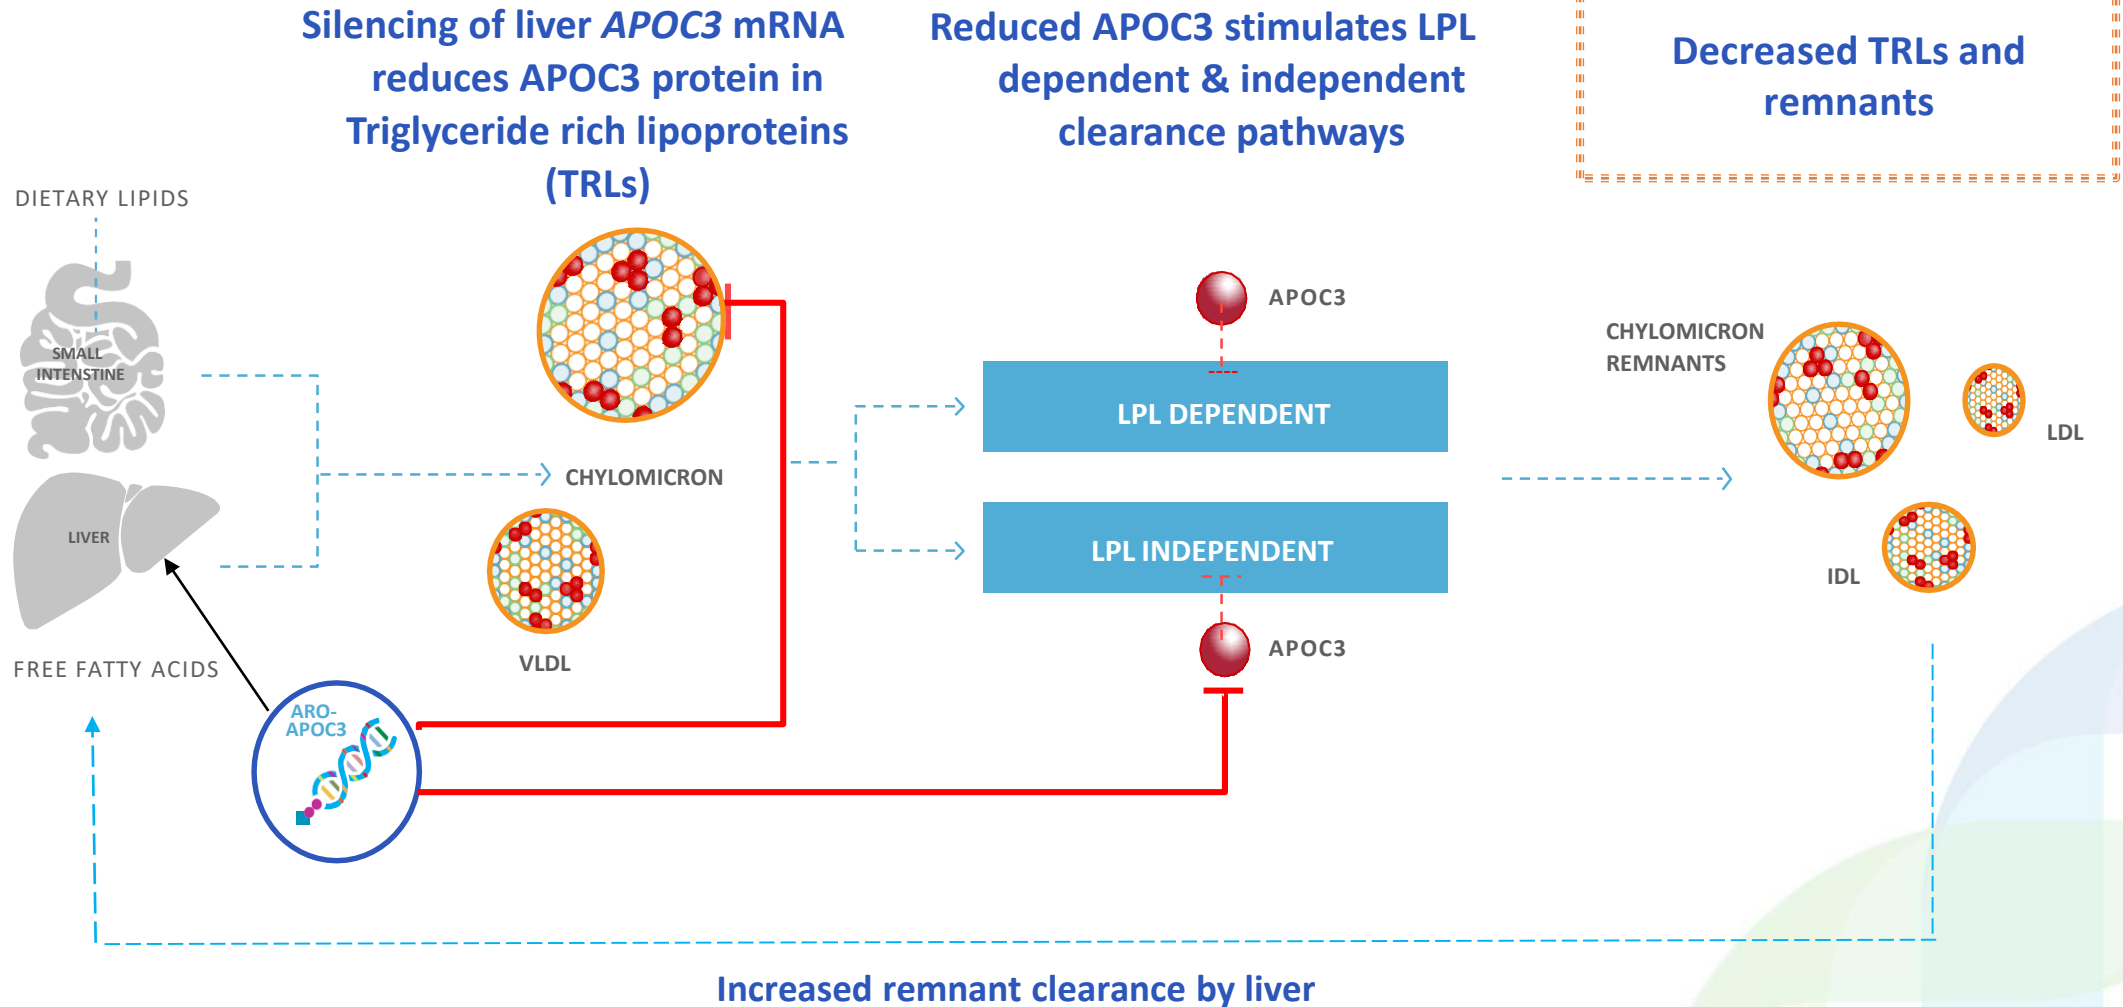 Silencing of liver APOC3 mRNA
reduces APOC3 protein in
Triglyceride rich lipoproteins
(TRLs)
Reduced APOC3 stimulates LPL
dependent & independent
clearance pathways
Decreased TRLs and
remnants
DIETARY LIPIDS
SMALL
INTENSTINE
LIVER
FREE FATTY ACIDS
ARO-
APOC3
CHYLOMICRON
VLDL
APOC3
LPL DEPENDENT
LPL INDEPENDENT
APOC3
CHYLOMICRON
REMNANTS
LDL
IDL
Increased remnant clearance by liver